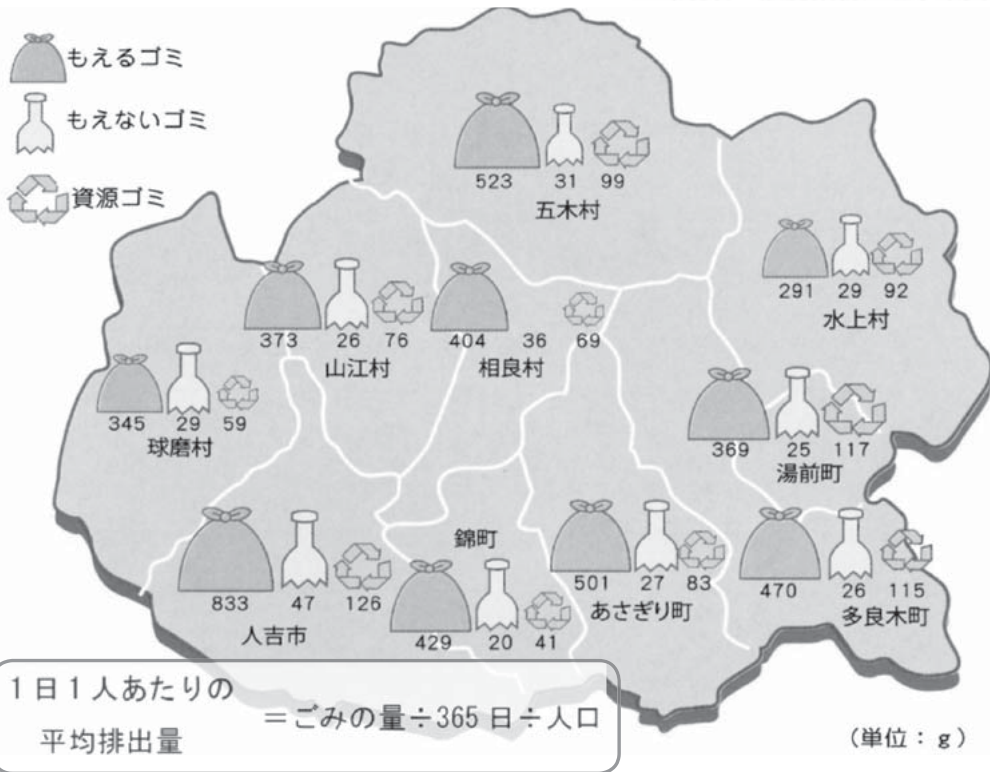 もえるゴミ
もえないゴミ
資源ゴミ
523 31 99
五木村
291 29 92
水上村
373 26 76
山江村
404 36 69
相良村
345 29 59
球磨村
369 25 117
湯前町
833 47 126
人吉市
錦町
429 20 41
501 27 83
あさぎり町
470 26 115
多良木町
1日1人あたりの
平均排出量
=ごみの量÷365日÷人口
(単位:g)